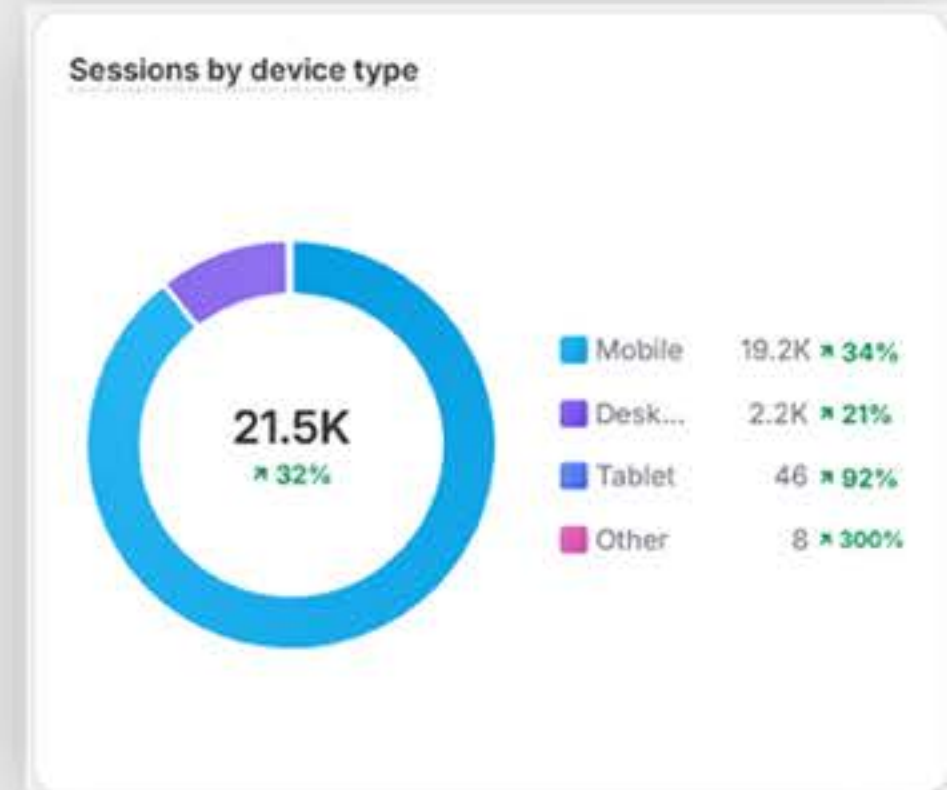 Sessions by device type
21.5K
↗ 32%
Mobile 19.2K ↗ 34%
Desk... 2.2K ↗ 21%
Tablet 46 ↗ 92%
Other 8 ↗ 300%